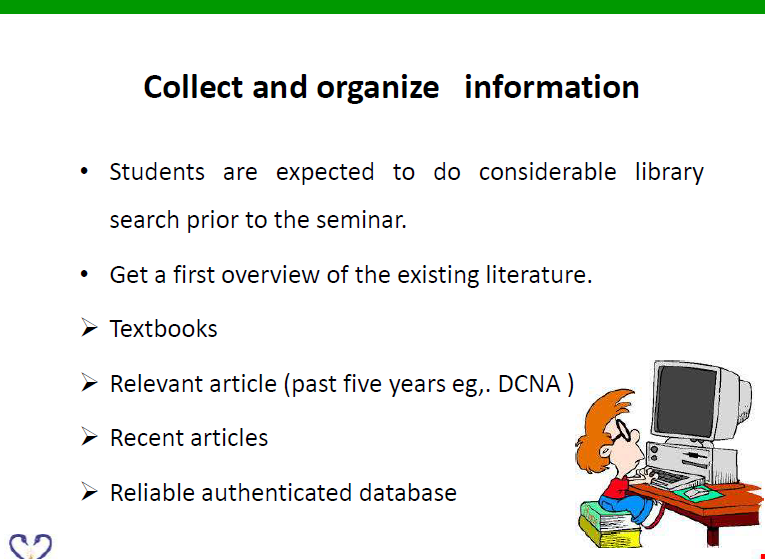 Collect and organize information
• Students are expected to do considerable library
search prior to the seminar.
• Get a first overview of the existing literature.
➢ Textbooks
➢ Relevant article (past five years eg,. DCNA )
➢ Recent articles
➢ Reliable authenticated database